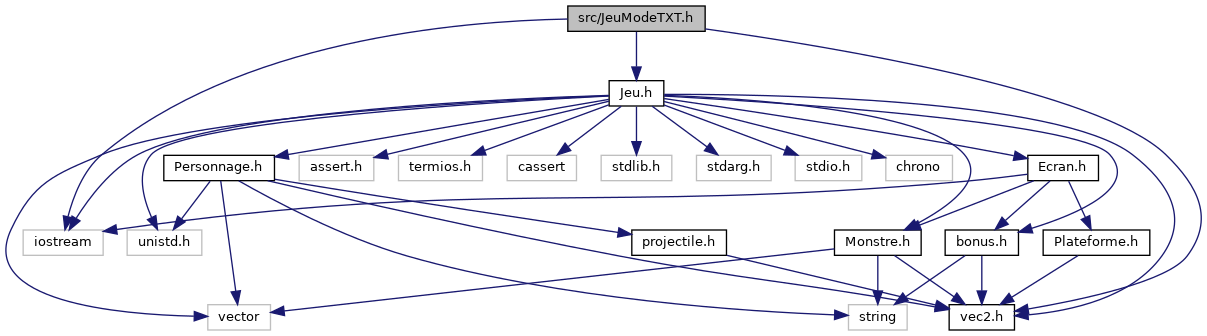 src/JeuModeTXT.h
Jeu.h
Personnage.h
assert.h
termios.h
cassert
stdlib.h
stdarg.h
stdio.h
chrono
Ecran.h
iostream
unistd.h
projectile.h
Monstre.h
bonus.h
Plateforme.h
vector
string
vec2.h